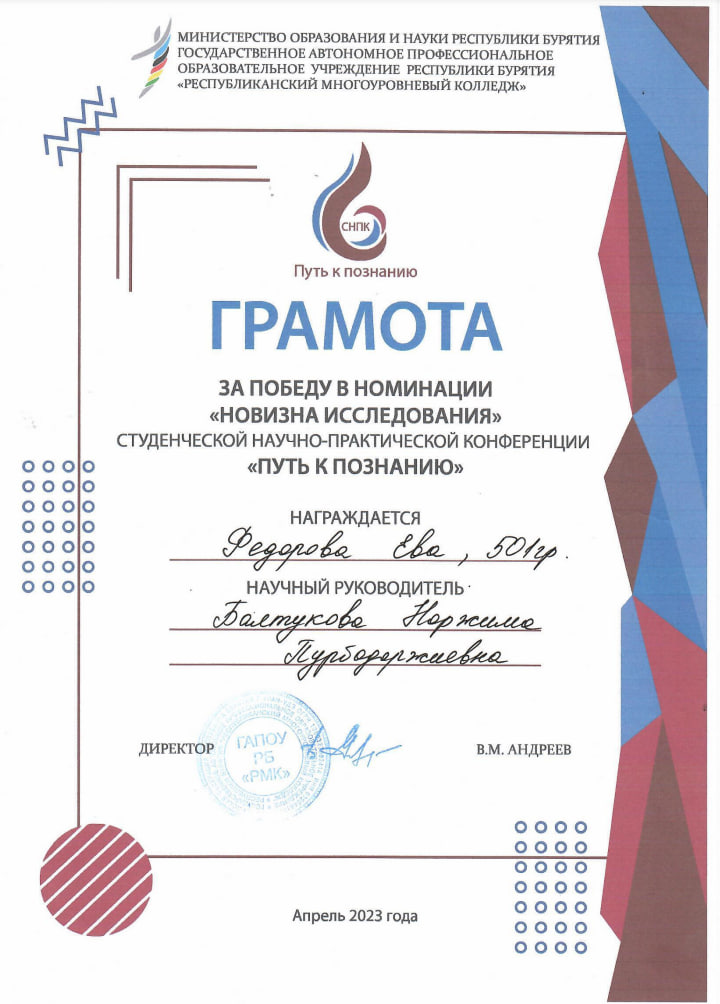 МИНИСТЕРСТВО ОБРАЗОВАНИЯ И НАУКИ РЕСПУБЛИКИ БУРЯТИЯ
ГОСУДАРСТВЕННОЕ АВТОНОМНОЕ ПРОФЕССИОНАЛЬНОЕ
ОБРАЗОВАТЕЛЬНОЕ УЧРЕЖДЕНИЕ РЕСПУБЛИКИ БУРЯТИЯ
«РЕСПУБЛИКАНСКИЙ МНОГОУРОВНЕВЫЙ КОЛЛЕДЖ»
СНПК
Путь к познанию
ГРАМОТА
ЗА ПОБЕДУ В НОМИНАЦИИ
«НОВИЗНА ИССЛЕДОВАНИЯ»
СТУДЕНЧЕСКОЙ НАУЧНО-ПРАКТИЧЕСКОЙ КОНФЕРЕНЦИИ
«ПУТЬ К ПОЗНАНИЮ»
НАГРАЖДАЕТСЯ
Федорова Ева, 501гр.
НАУЧНЫЙ РУКОВОДИТЕЛЬ
Балтукова Норжима
Пурбодоржиевна
ДИРЕКТОР
ГАПОУ
РБ
«РМК»
В.М. АНДРЕЕВ
Апрель 2023 года